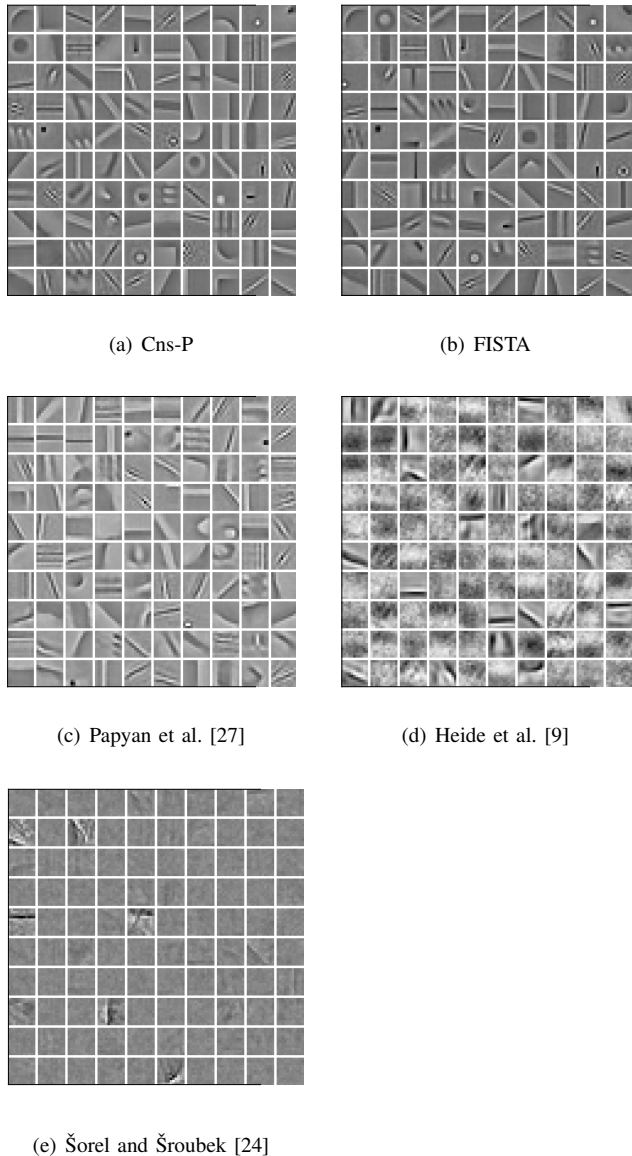 (a) Cns-P
(b) FISTA
(c) Papyan et al. [27]
(d) Heide et al. [9]
(e) Šorel and Šroubek [24]